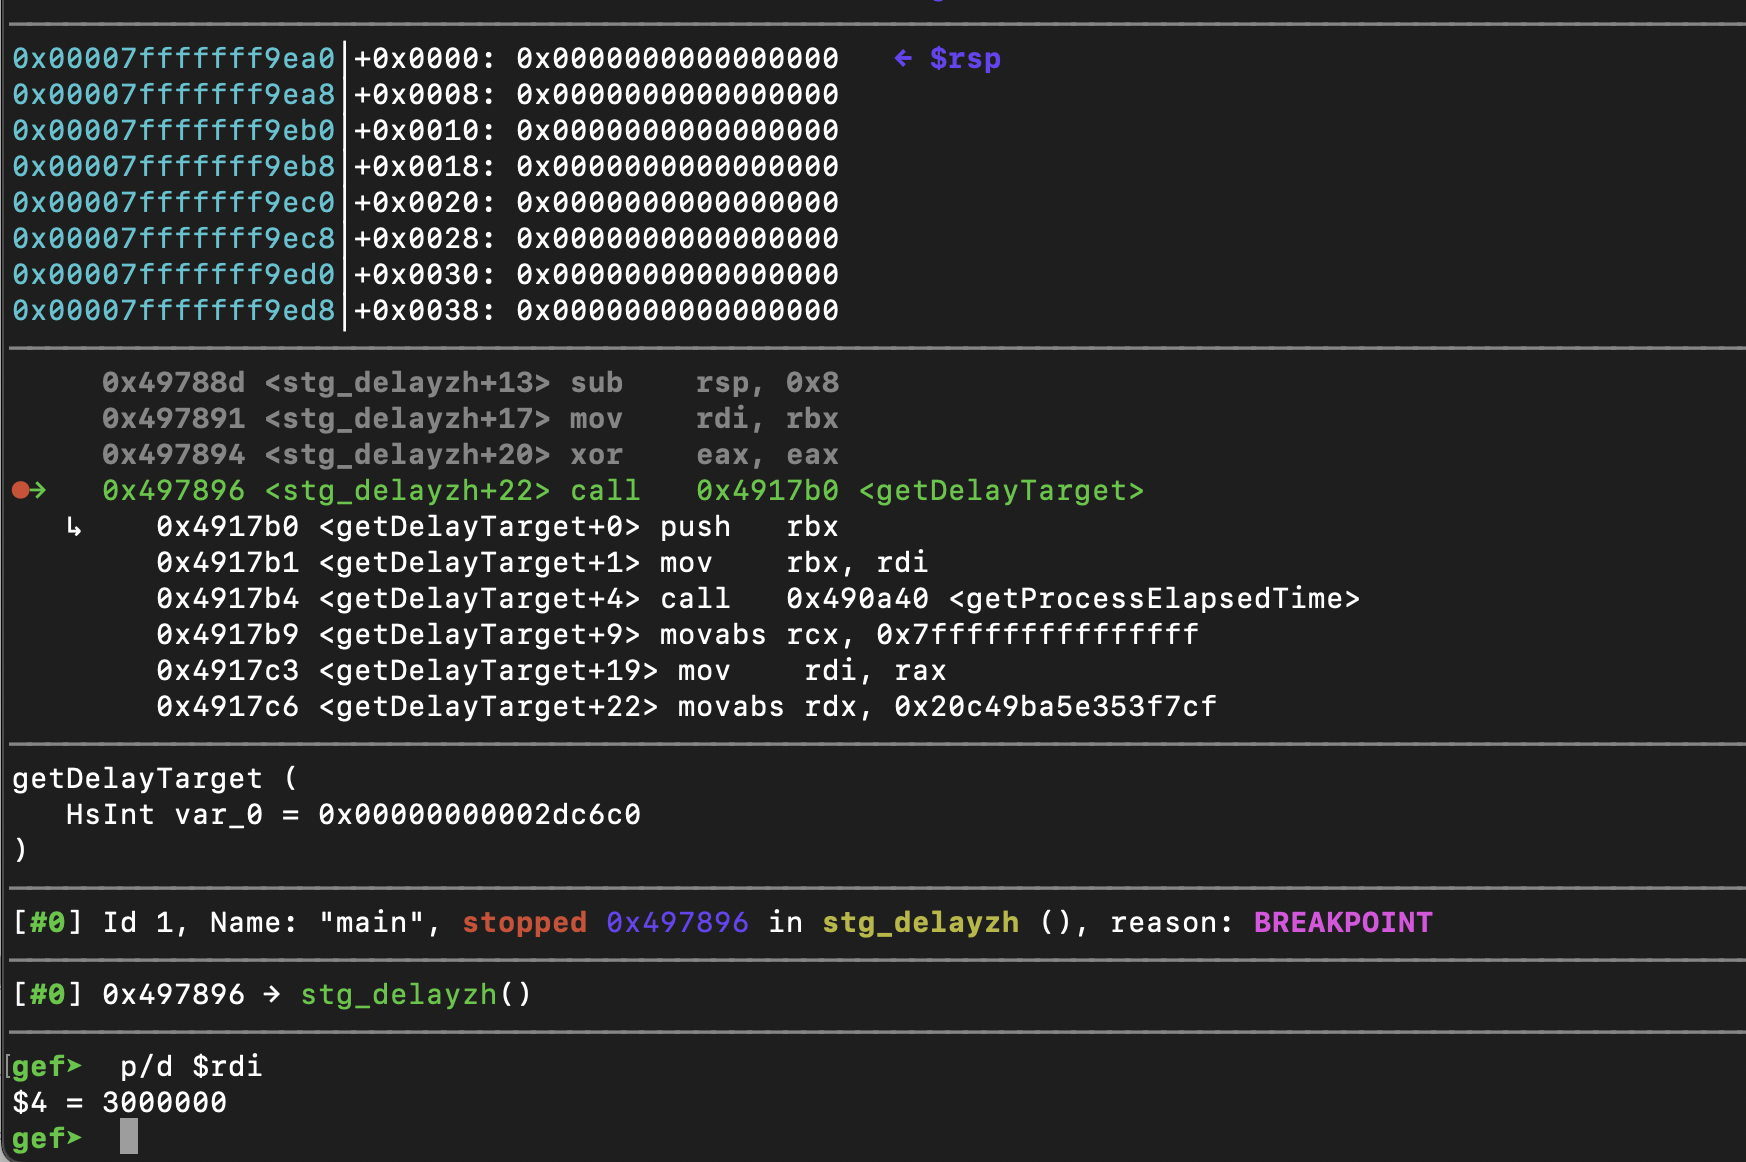 0x00007fffffff9ea0│+0x0000: 0x0000000000000000   ← $rsp
0x00007fffffff9ea8│+0x0008: 0x0000000000000000
0x00007fffffff9eb0│+0x0010: 0x0000000000000000
0x00007fffffff9eb8│+0x0018: 0x0000000000000000
0x00007fffffff9ec0│+0x0020: 0x0000000000000000
0x00007fffffff9ec8│+0x0028: 0x0000000000000000
0x00007fffffff9ed0│+0x0030: 0x0000000000000000
0x00007fffffff9ed8│+0x0038: 0x0000000000000000
     0x49788d <stg_delayzh+13> sub    rsp, 0x8
     0x497891 <stg_delayzh+17> mov    rdi, rbx
     0x497894 <stg_delayzh+20> xor    eax, eax
●→   0x497896 <stg_delayzh+22> call   0x4917b0 <getDelayTarget>
   ↳    0x4917b0 <getDelayTarget+0> push   rbx
        0x4917b1 <getDelayTarget+1> mov    rbx, rdi
        0x4917b4 <getDelayTarget+4> call   0x490a40 <getProcessElapsedTime>
        0x4917b9 <getDelayTarget+9> movabs rcx, 0x7fffffffffffffff
        0x4917c3 <getDelayTarget+19> mov    rdi, rax
        0x4917c6 <getDelayTarget+22> movabs rdx, 0x20c49ba5e353f7cf
getDelayTarget (
   HsInt var_0 = 0x00000000002dc6c0
)
[#0] Id 1, Name: "main", stopped 0x497896 in stg_delayzh (), reason: BREAKPOINT
[#0] 0x497896 → stg_delayzh()
gef➤  p/d $rdi
$4 = 3000000
gef➤